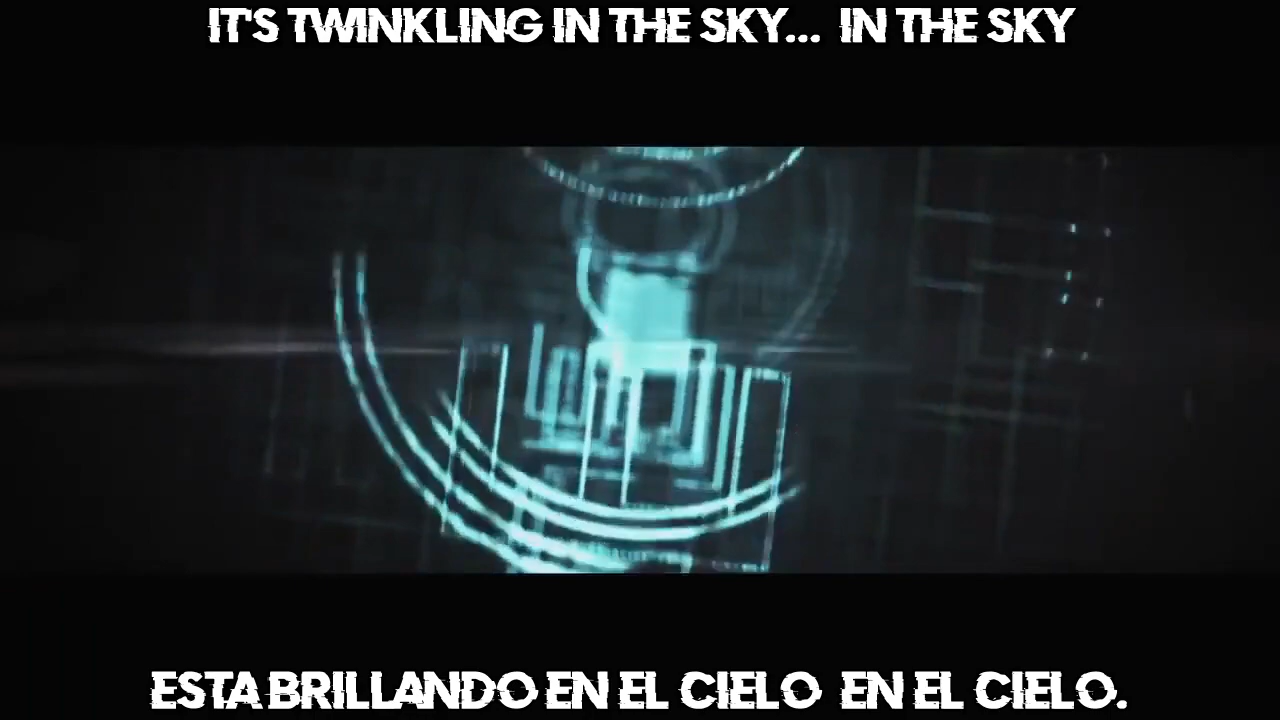 IT'S TWINKLING IN THE SKY... IN THE SKY
ESTA BRILLANDO EN EL CIELO EN EL CIELO.